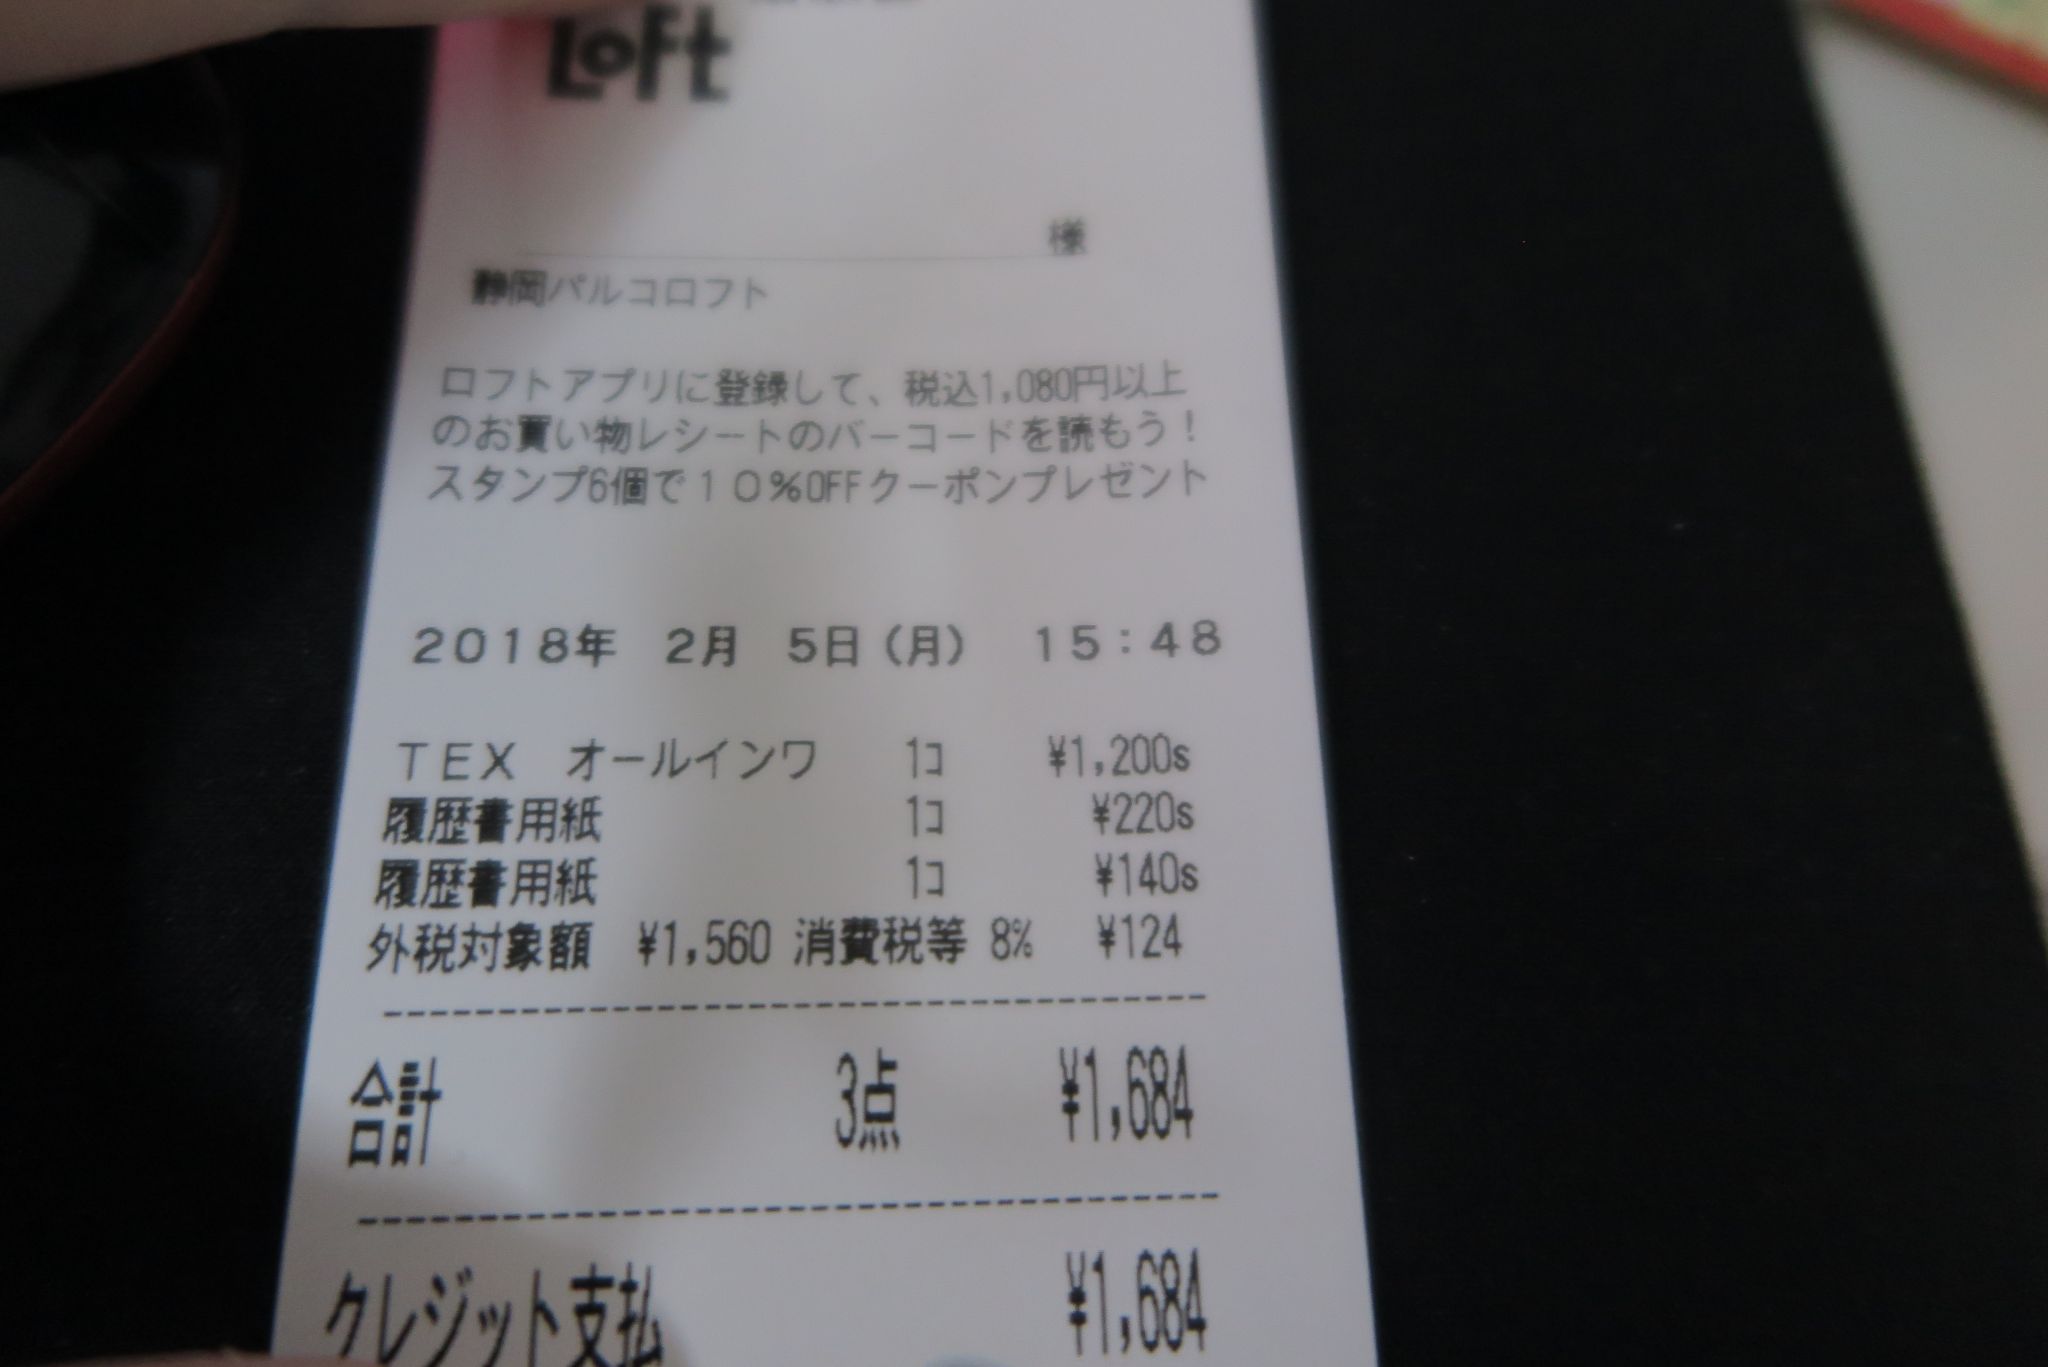 Loft
様
静岡パルコロフト
ロフトアプリに登録して、税込1,080円以上
のお買い物レシートのバーコードを読もう！
スタンプ6個で１０％OFFクーポンプレゼント
２０１８年　２月　５日（月）　１５：４８
ＴＥＸ　オールインワ　1コ　¥1,200s
履歴書用紙　1コ　¥220s
履歴書用紙　1コ　¥140s
外税対象額　¥1,560 消費税等 8%　¥124
合計　3点　¥1,684
クレジット支払　¥1,684